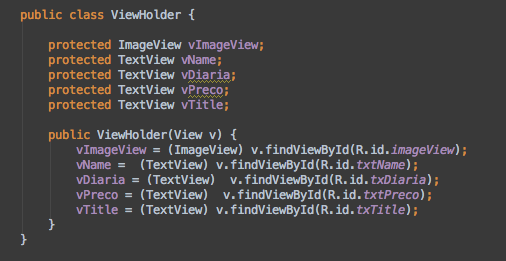 public class ViewHolder {
protected ImageView vImageView;
protected TextView vName;
protected TextView vDiaria;
protected TextView vPreco;
protected TextView vTitle;
public ViewHolder(View v) {
vImageView = (ImageView) v.findViewById(R.id.imageView);
vName =  (TextView) v.findViewById(R.id.txtName);
vDiaria = (TextView)  v.findViewById(R.id.txDiaria);
vPreco = (TextView)  v.findViewById(R.id.txtPreco);
vTitle = (TextView) v.findViewById(R.id.txTitle);
}
}